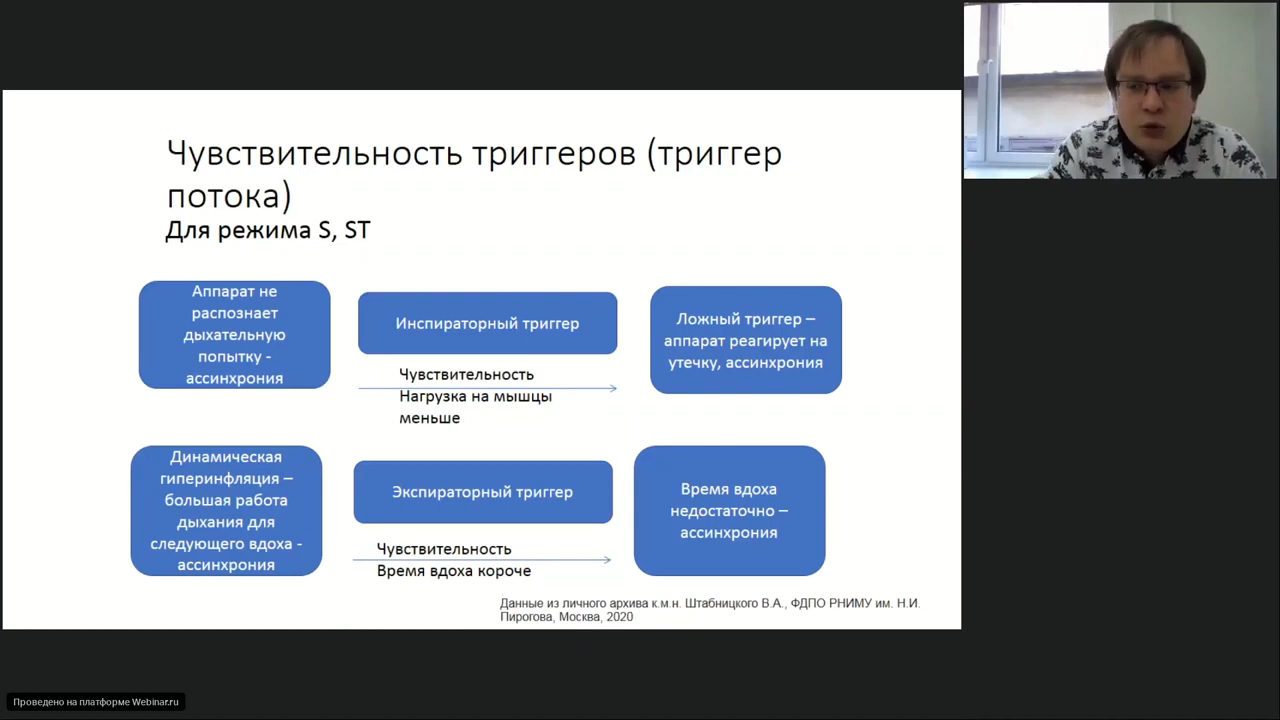 Чувствительность триггеров (триггер
потока)
Для режима S, ST
Аппарат не
распознает
дыхательную
попытку -
ассинхрония
Инспираторный триггер
Чувствительность
Нагрузка на мышцы
меньше
Ложный триггер –
аппарат реагирует на
утечку, ассинхрония
Динамическая
гиперинфляция –
большая работа
дыхания для
следующего вдоха -
ассинхрония
Экспираторный триггер
Чувствительность
Время вдоха короче
Время вдоха
недостаточно –
ассинхрония
Данные из личного архива к.м.н. Штабницкого В.А., ФДПО РНИМУ им. Н.И.
Пирогова, Москва, 2020
Проведено на платформе Webinar.ru